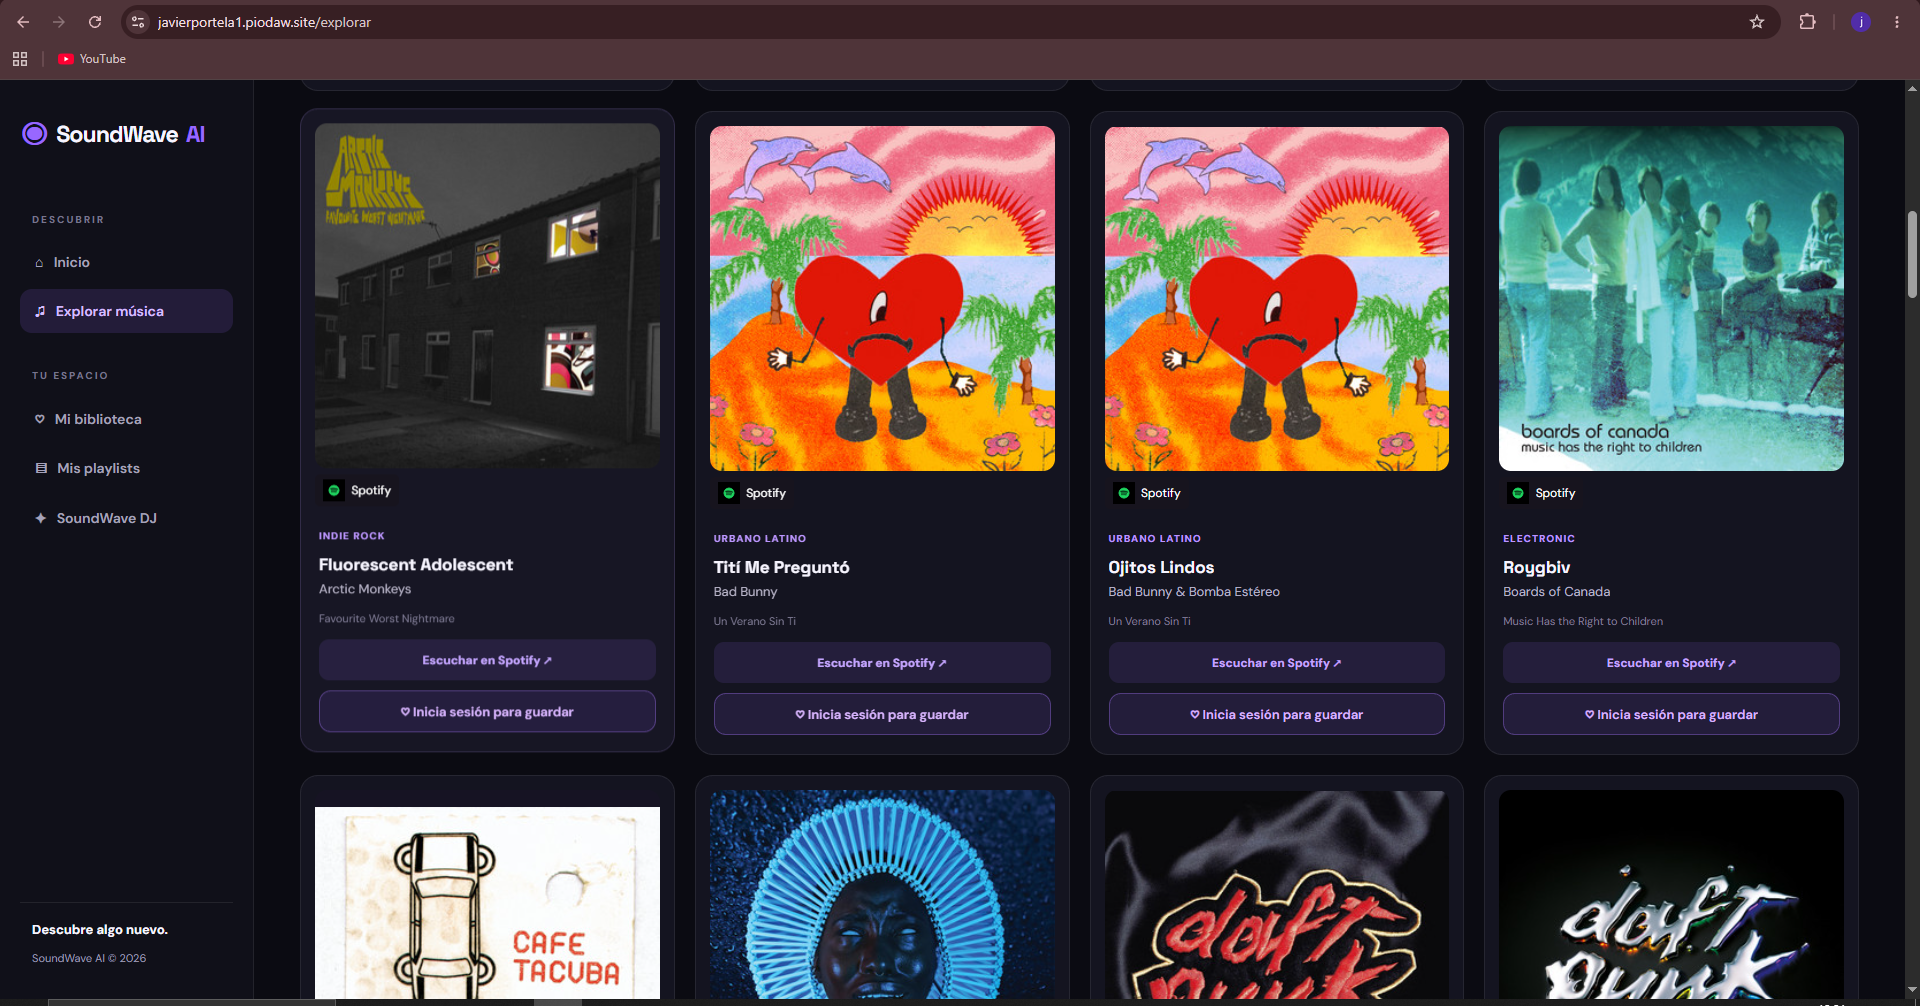 javierportela1.piodaw.site/explorar
j
YouTube
SoundWave AI
DESCUBRIR
Inicio
Explorar música
TU ESPACIO
Mi biblioteca
Mis playlists
SoundWave DJ
Descubre algo nuevo.
SoundWave AI © 2026
ARCTIC
MONKEYS
FAVOURITE WORST NIGHTMARE
Spotify
INDIE ROCK
Fluorescent Adolescent
Arctic Monkeys
Favourite Worst Nightmare
Escuchar en Spotify ↗
♡ Inicia sesión para guardar
Spotify
URBANO LATINO
Tití Me Preguntó
Bad Bunny
Un Verano Sin Ti
Escuchar en Spotify ↗
♡ Inicia sesión para guardar
Spotify
URBANO LATINO
Ojitos Lindos
Bad Bunny & Bomba Estéreo
Un Verano Sin Ti
Escuchar en Spotify ↗
♡ Inicia sesión para guardar
boards of canada
music has the right to children
Spotify
ELECTRONIC
Roygbiv
Boards of Canada
Music Has the Right to Children
Escuchar en Spotify ↗
♡ Inicia sesión para guardar
CAFE
TACVBA
daft
punk
daft
punk